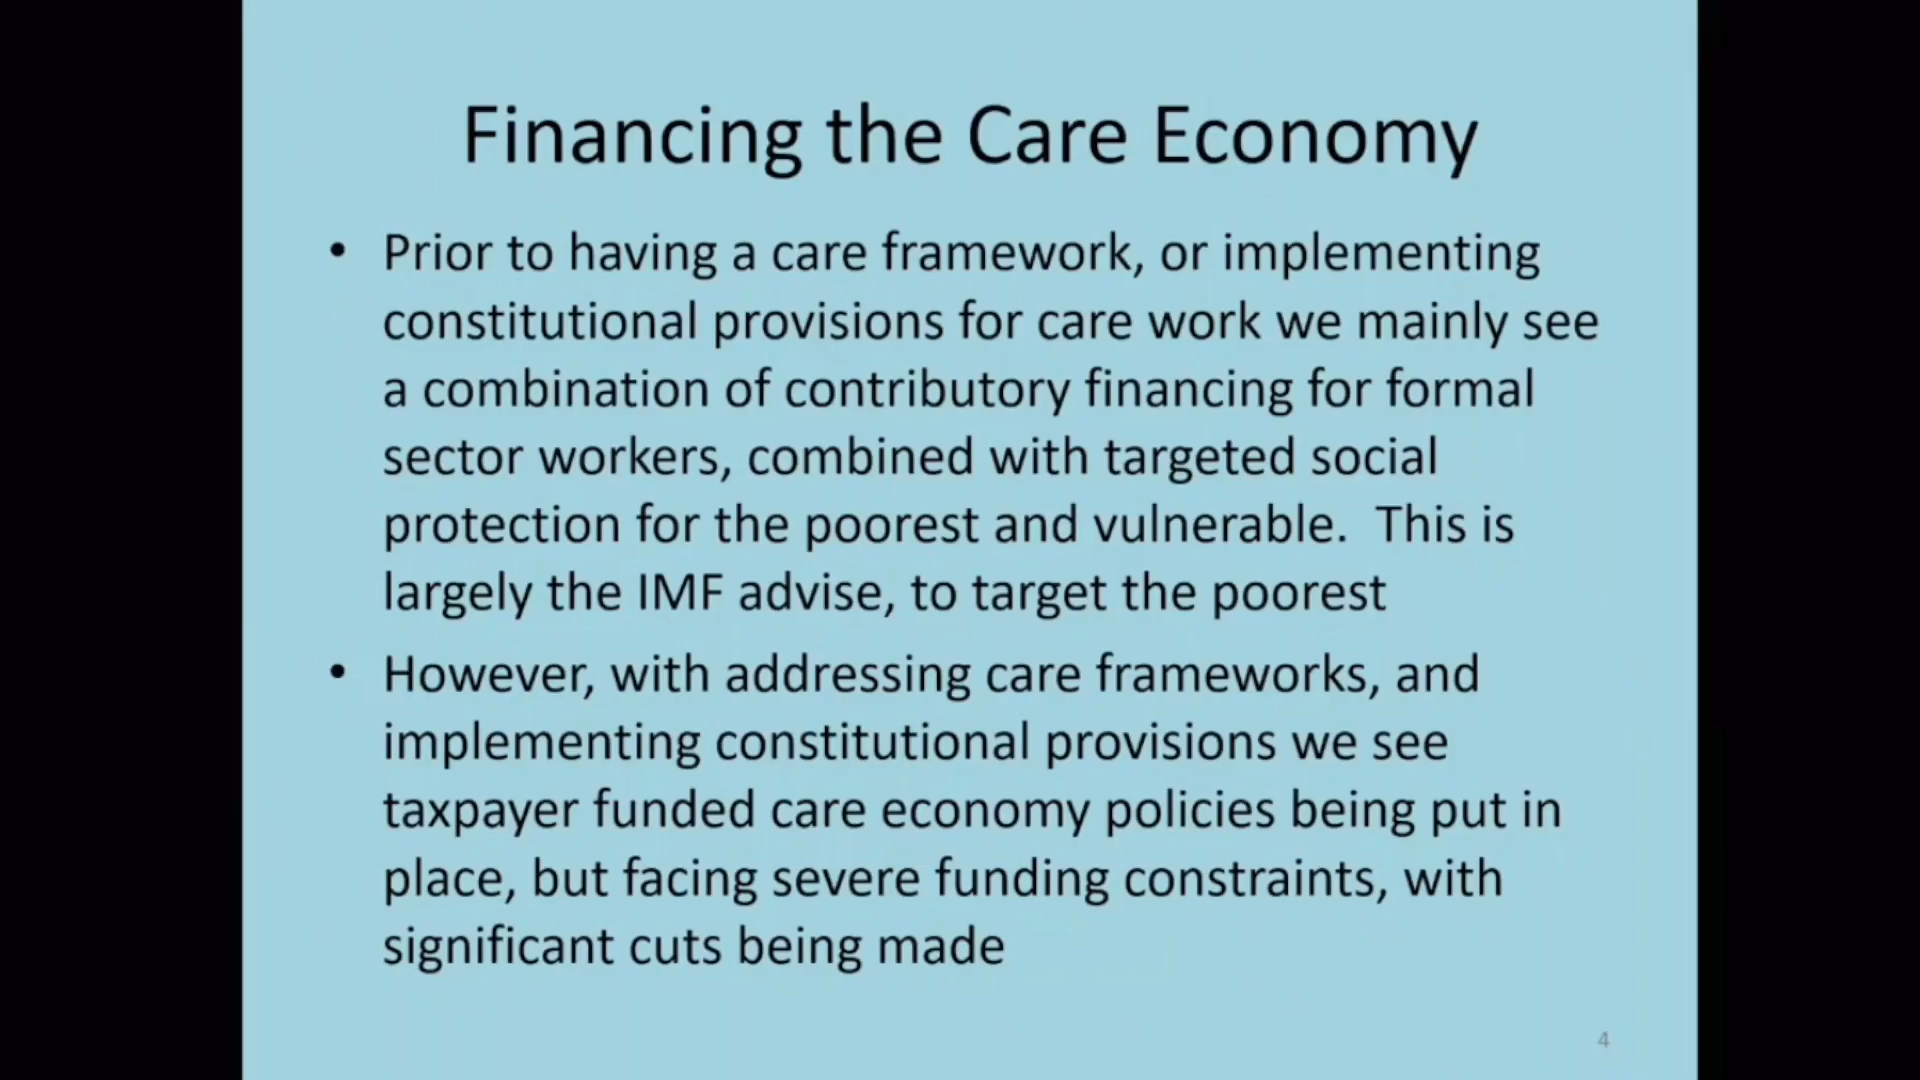 Financing the Care Economy
• Prior to having a care framework, or implementing
constitutional provisions for care work we mainly see
a combination of contributory financing for formal
sector workers, combined with targeted social
protection for the poorest and vulnerable.  This is
largely the IMF advise, to target the poorest
• However, with addressing care frameworks, and
implementing constitutional provisions we see
taxpayer funded care economy policies being put in
place, but facing severe funding constraints, with
significant cuts being made
4